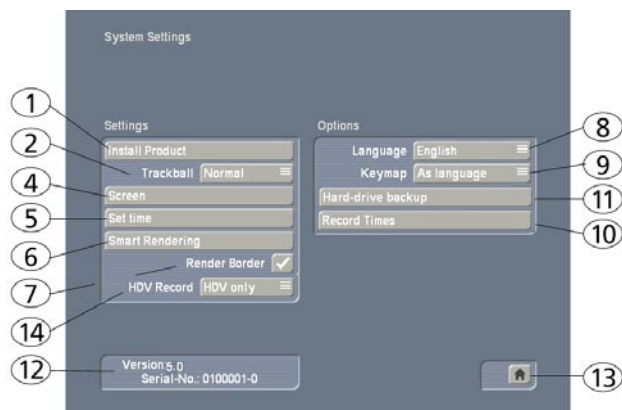 System Settings
Settings
Options
1
Install Product
2
Trackball Normal
4
Screen
5
Set time
6
Smart Rendering
7
Render Border
14
HDV Record HDV only
8
Language English
9
Keymap As language
11
Hard-drive backup
10
Record Times
12
Version:5.0
Serial-No.: 0100001-0
13